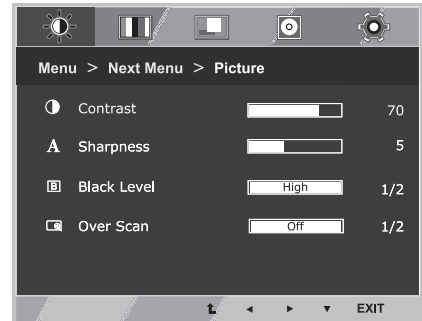 Menu > Next Menu > Picture
Contrast 70
A Sharpness 5
B Black Level High 1/2
Over Scan Off 1/2
EXIT